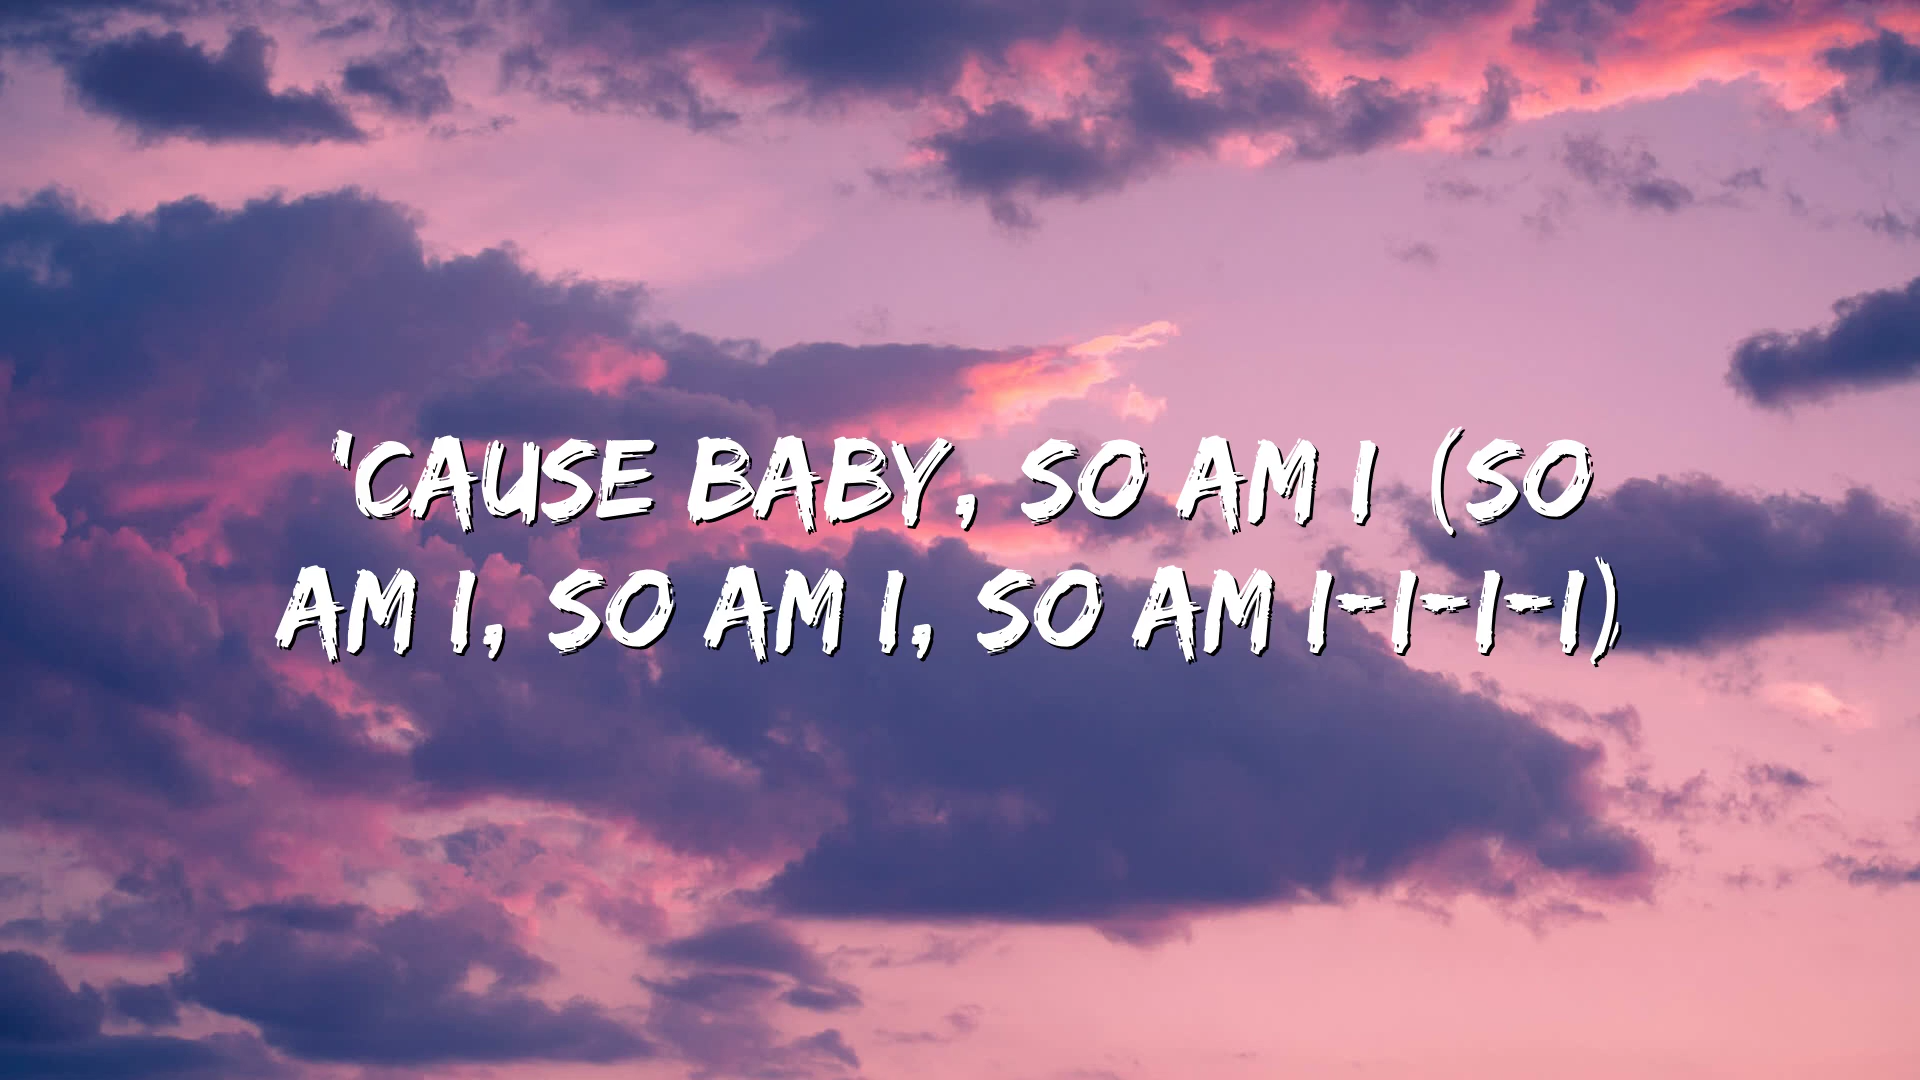 'CAUSE BABY, SO AM I (SO
AM I, SO AM I, SO AM I-I-I-I)